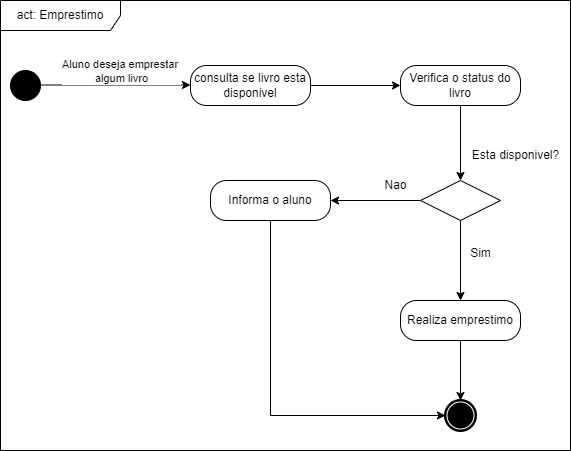 act: Emprestimo
Aluno deseja emprestar
algum livro
consulta se livro esta
disponivel
Verifica o status do
livro
Esta disponivel?
Nao
Informa o aluno
Sim
Realiza emprestimo